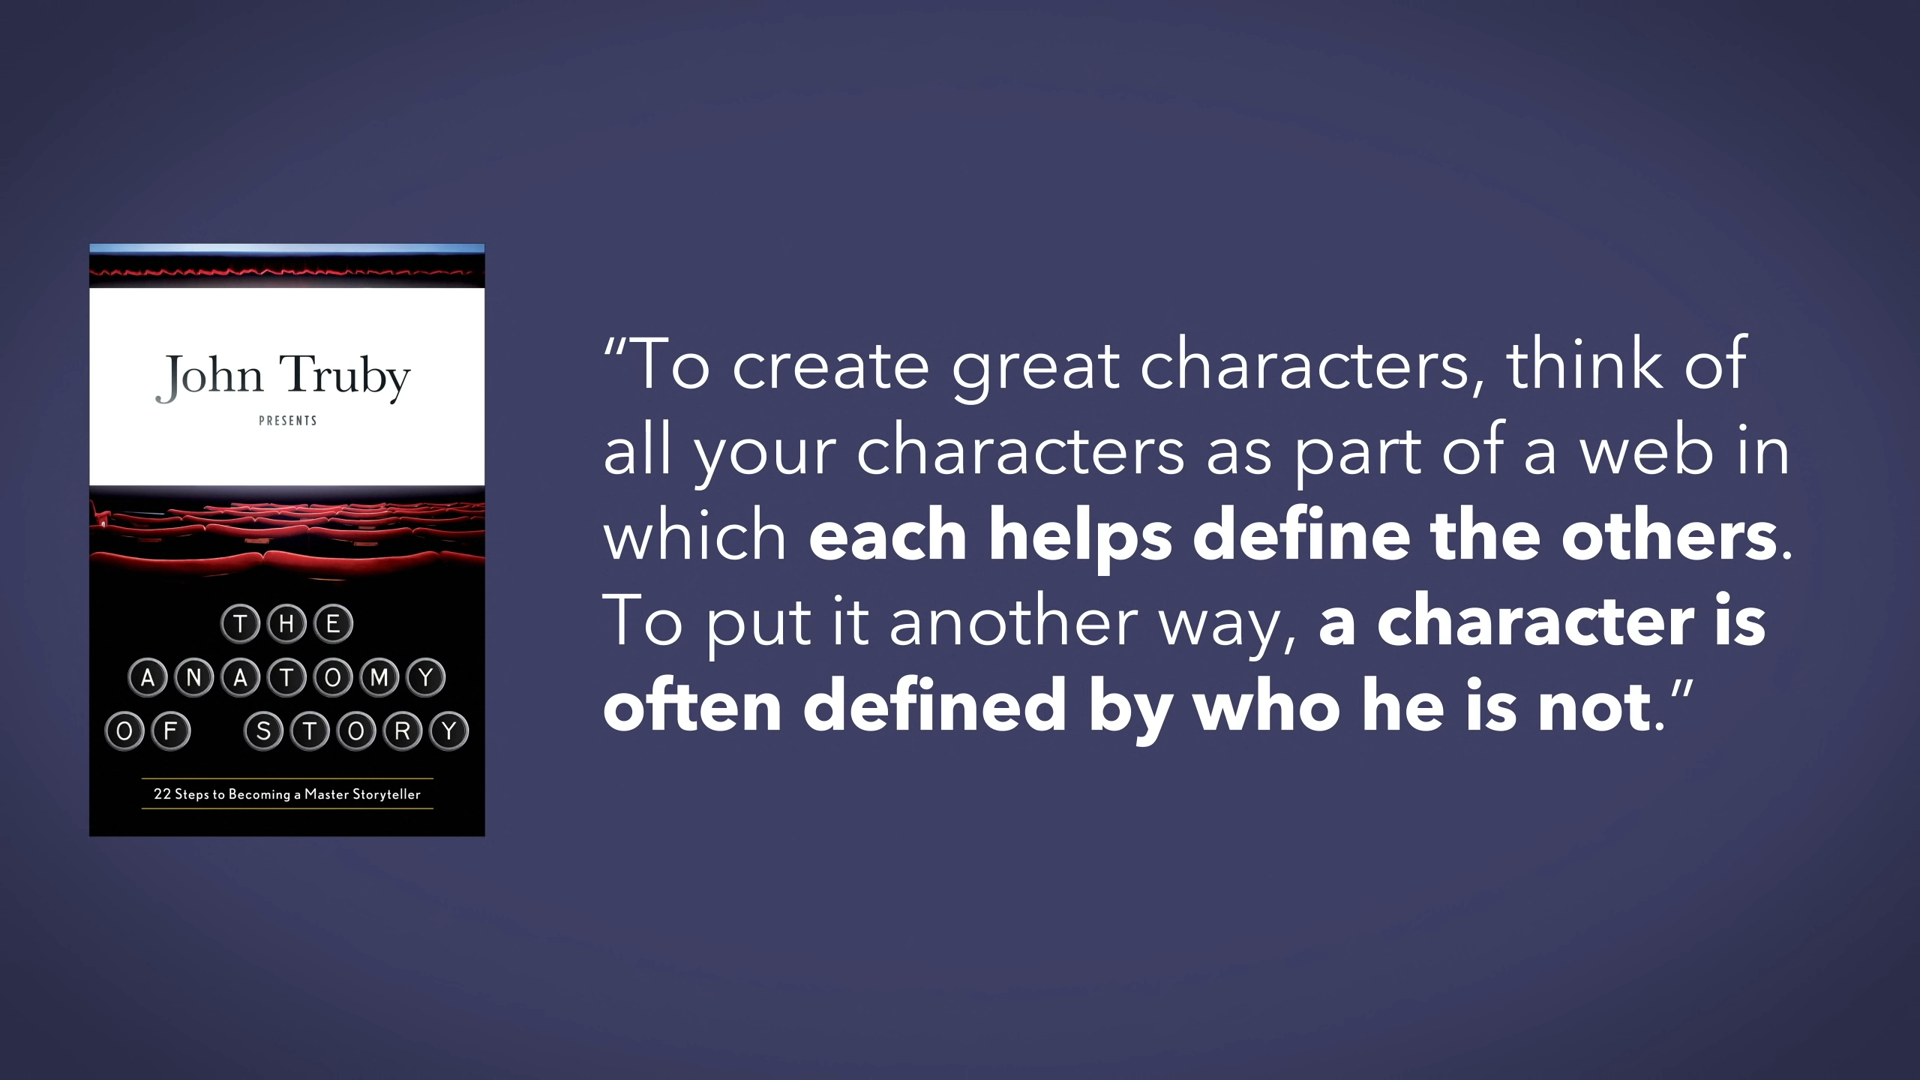 John Truby
PRESENTS
THE
ANATOMY
OF STORY
22 Steps to Becoming a Master Storyteller
“To create great characters, think of
all your characters as part of a web in
which each helps define the others.
To put it another way, a character is
often defined by who he is not.”